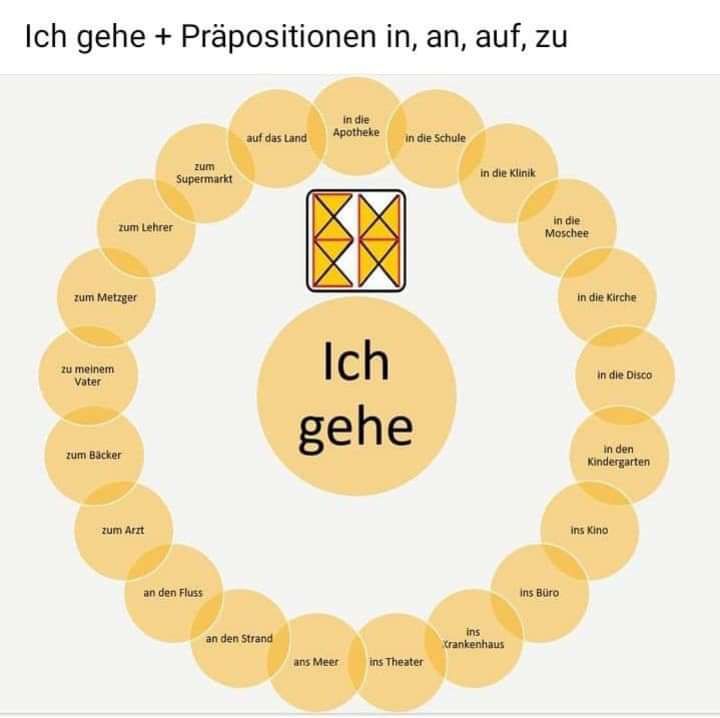 Ich gehe + Präpositionen in, an, auf, zu
in die
Apotheke
in die Schule
in die Klinik
in die
Moschee
in die Kirche
in die Disco
in den
Kindergarten
ins Kino
ins Büro
ins
Krankenhaus
ins Theater
ans Meer
an den Strand
an den Fluss
zum Arzt
zum Bäcker
zu meinem
Vater
zum Metzger
zum Lehrer
zum
Supermarkt
auf das Land
Ich
gehe